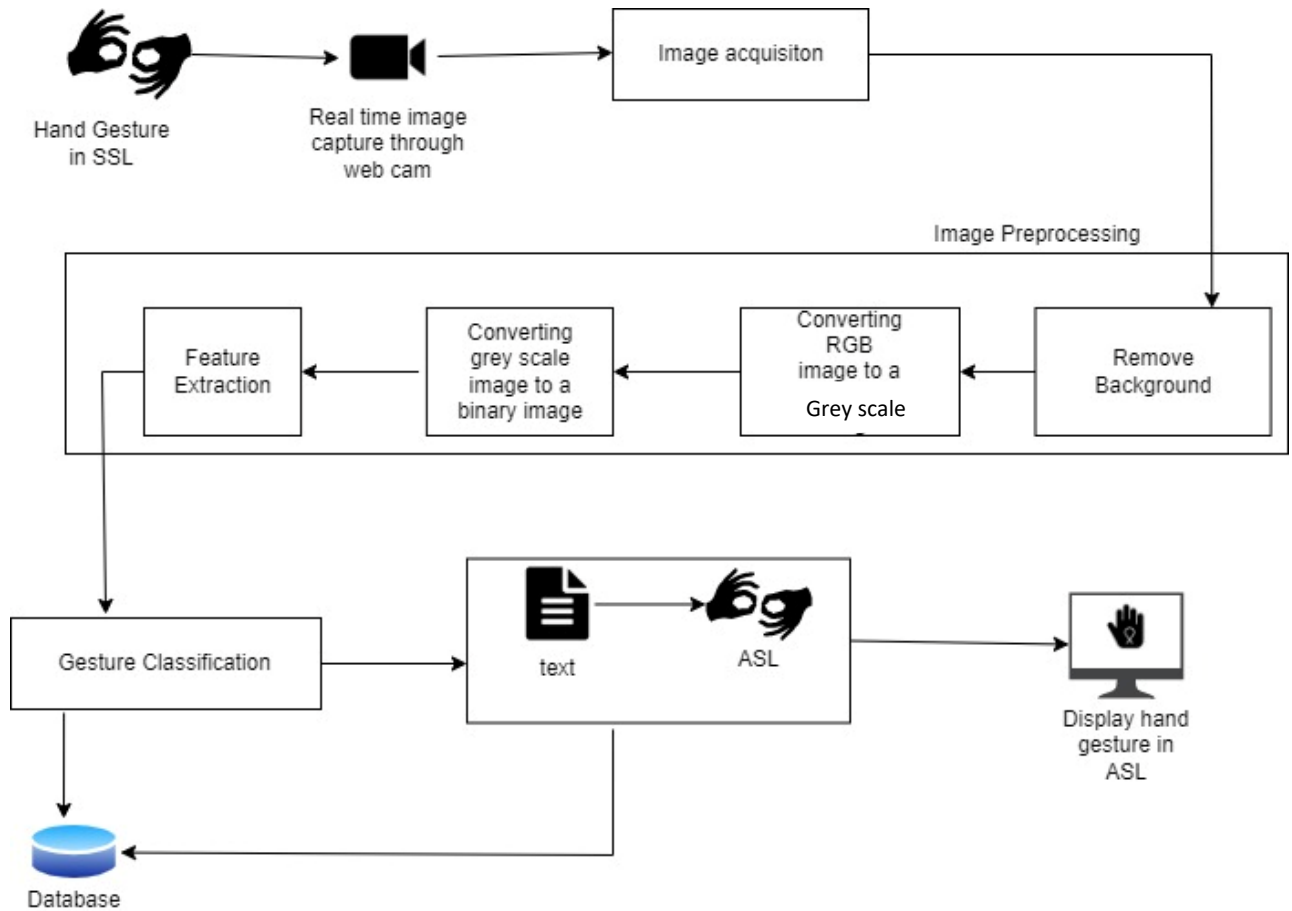 Hand Gesture
in SSL
Real time image
capture through
web cam
Image acquisiton
Image Preprocessing
Remove
Background
Converting
RGB
image to a
Grey scale
Converting
grey scale
image to a
binary image
Feature
Extraction
Gesture Classification
text
ASL
Display hand
gesture in
ASL
Database